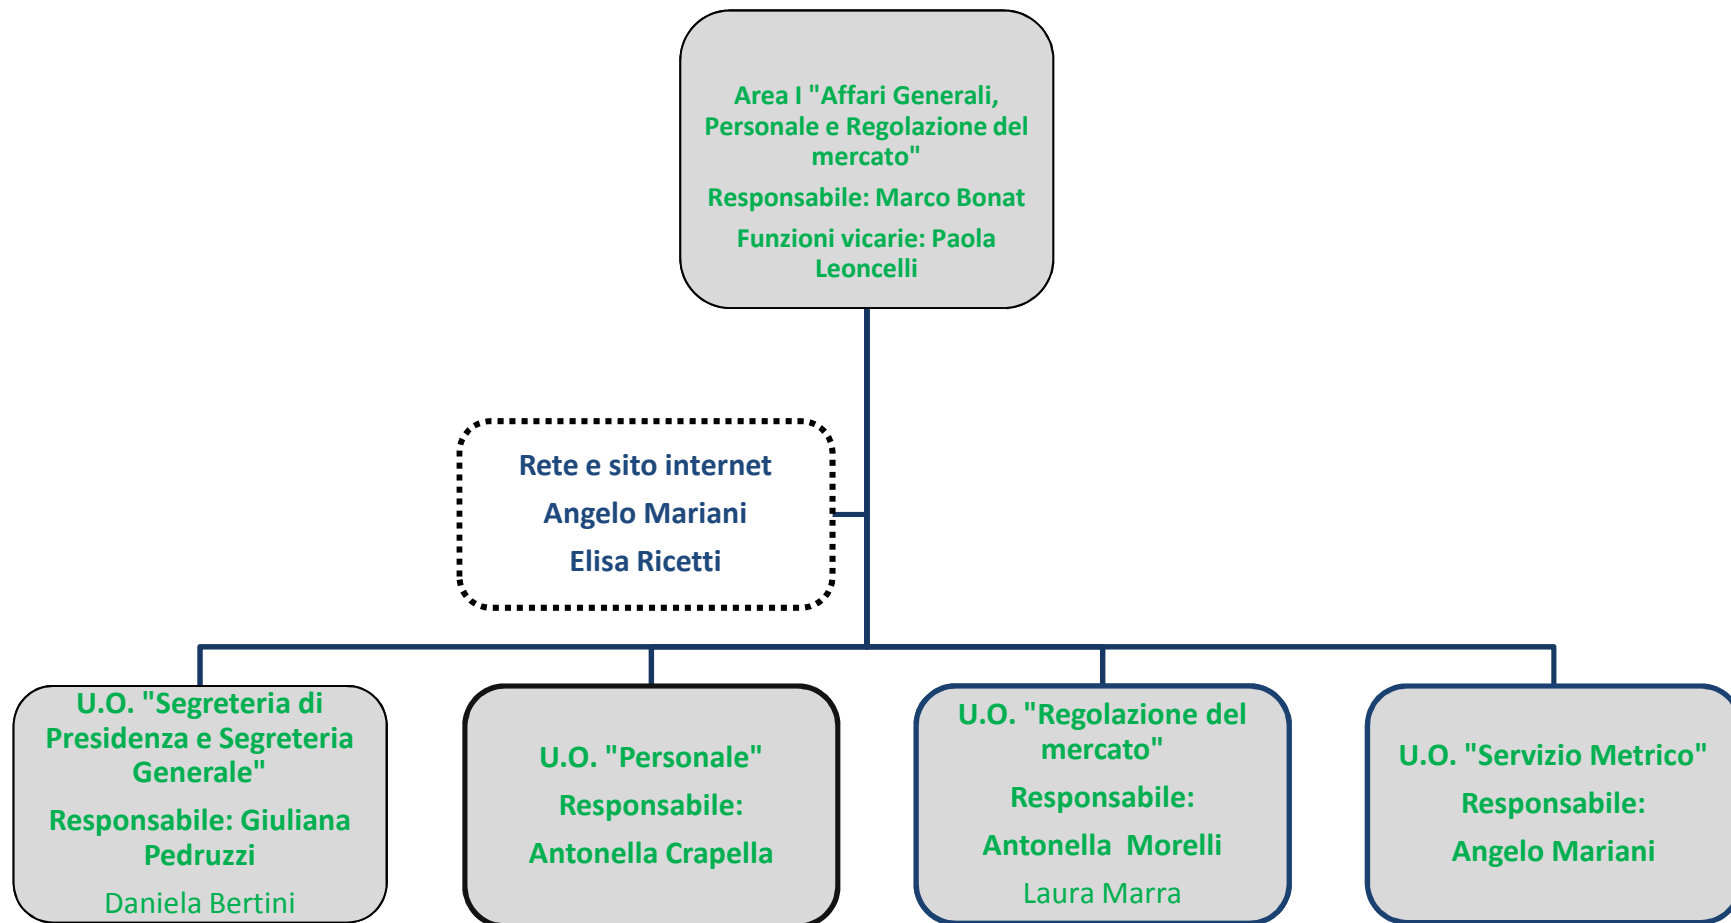 Area I "Affari Generali,
Personale e Regolazione del
mercato"
Responsabile: Marco Bonat
Funzioni vicarie: Paola
Leoncelli
Rete e sito internet
Angelo Mariani
Elisa Ricetti
U.O. "Segreteria di
Presidenza e Segreteria
Generale"
Responsabile: Giuliana
Pedruzzi
Daniela Bertini
U.O. "Personale"
Responsabile:
Antonella Crapella
U.O. "Regolazione del
mercato"
Responsabile:
Antonella  Morelli
Laura Marra
U.O. "Servizio Metrico"
Responsabile:
Angelo Mariani